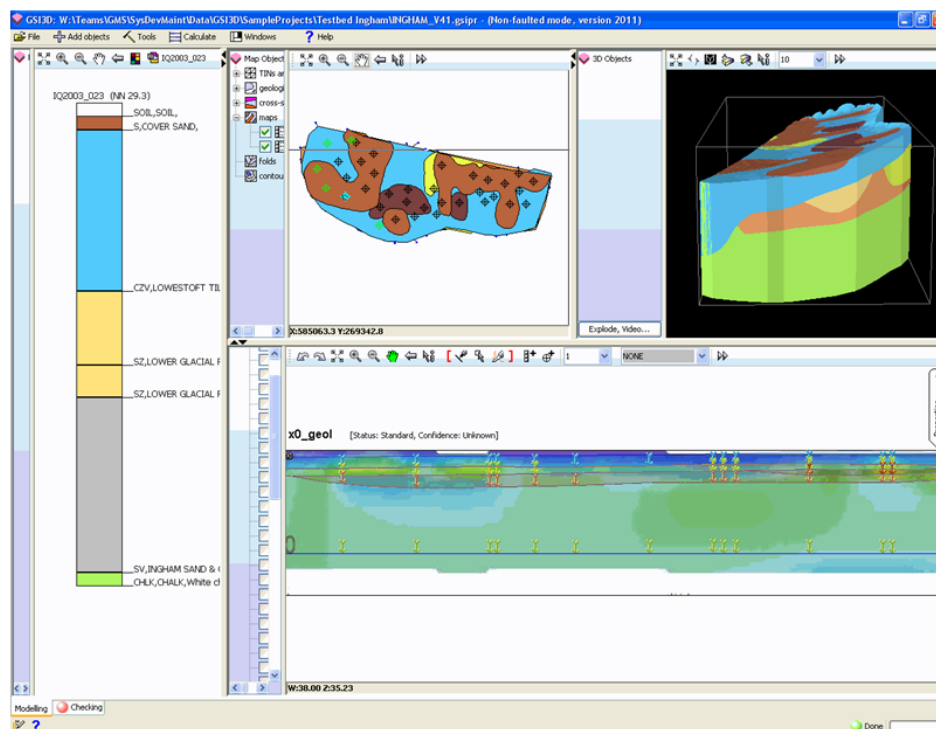 GSI3D: W:\Teams\GMS\SysDevMaint\Data\GSI3D\SampleProjects\Testbed Ingham\INGHAM_V41.gsipr - (Non-faulted mode, version 2011)
File Add objects Tools Calculate Windows ? Help
IQ2003_023
IQ2003_023 (NN 29.3)
SOIL,SOIL,
S,COVER SAND,
CZV,LOWESTOFT TIL
SZ,LOWER GLACIAL F
SZ,LOWER GLACIAL F
SV,INGHAM SAND &
CHLK,CHALK,White c
Map Object
TINs a
geologi
cross-s
maps
folds
contou
X:585063.3 Y:269342.8
3D Objects
10
Explode, Video...
1
NONE
x0_geol [Status: Standard, Confidence: Unknown]
0
W:38.00 Z:35.23
Modelling Checking
?
Done